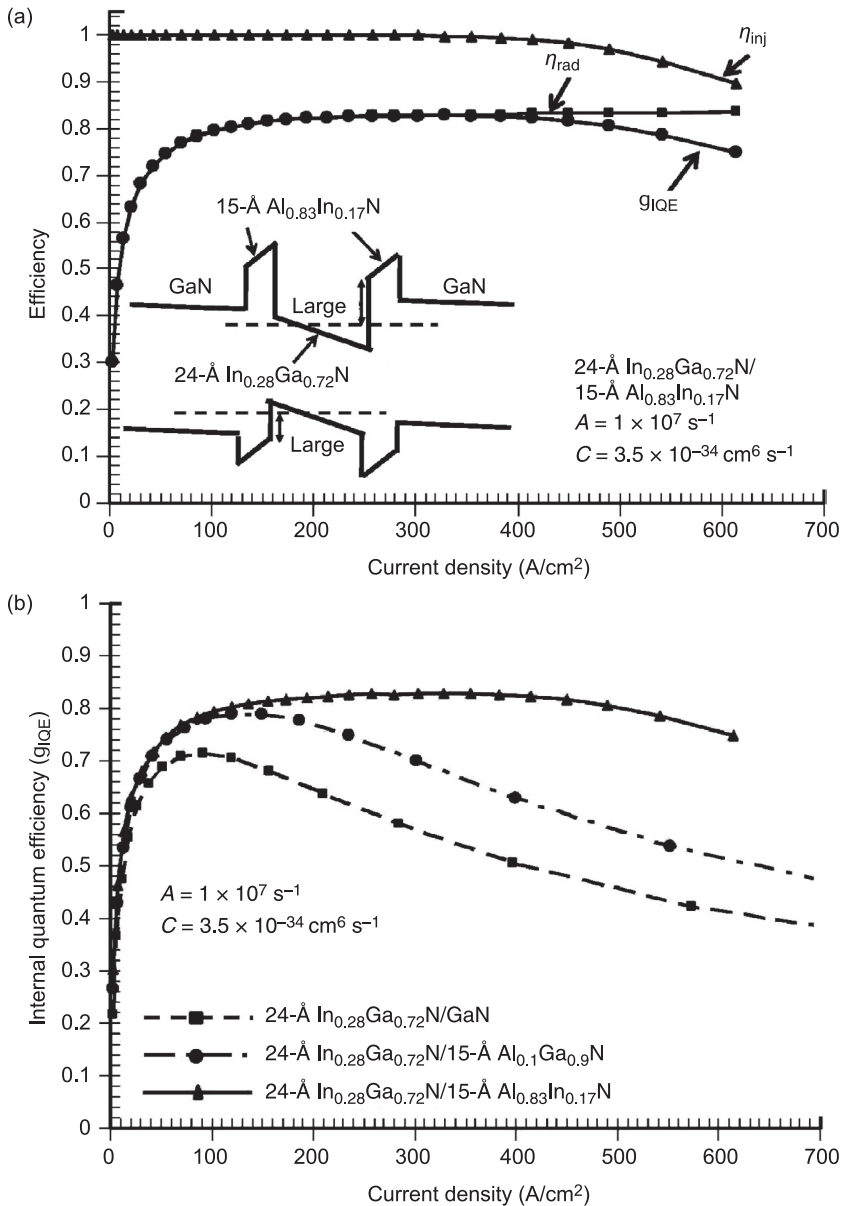 (a)
1
0.9
0.8
0.7
0.6
0.5
0.4
0.3
0.2
0.1
0
Efficiency
η_inj
η_rad
g_IQE
15-Å Al_0.83In_0.17N
GaN
Large
GaN
24-Å In_0.28Ga_0.72N
Large
24-Å In_0.28Ga_0.72N/
15-Å Al_0.83In_0.17N
A = 1 × 10^7 s^−1
C = 3.5 × 10^−34 cm^6 s^−1
0 100 200 300 400 500 600 700
Current density (A/cm²)
(b)
1
0.9
0.8
0.7
0.6
0.5
0.4
0.3
0.2
0.1
0
Internal quantum efficiency (g_IQE)
A = 1 × 10^7 s^−1
C = 3.5 × 10^−34 cm^6 s^−1
24-Å In_0.28Ga_0.72N/GaN
24-Å In_0.28Ga_0.72N/15-Å Al_0.1Ga_0.9N
24-Å In_0.28Ga_0.72N/15-Å Al_0.83In_0.17N
0 100 200 300 400 500 600 700
Current density (A/cm²)